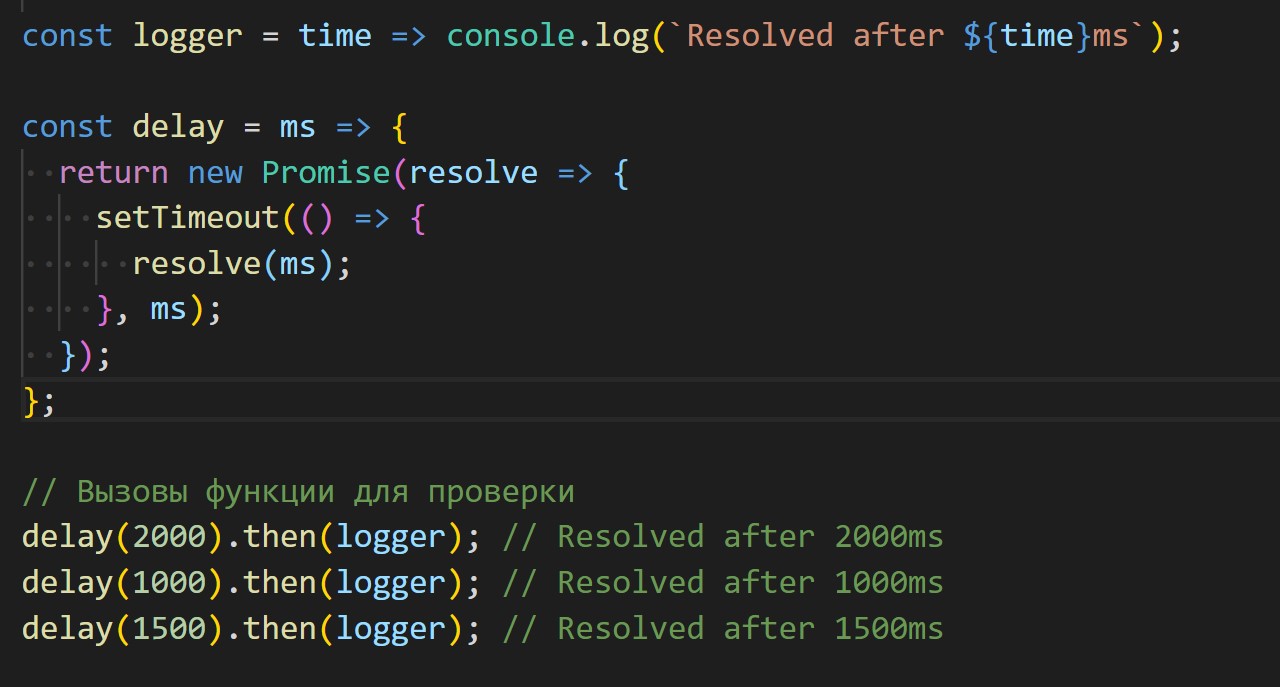 const logger = time => console.log(`Resolved after ${time}ms`);
const delay = ms => {
  return new Promise(resolve => {
    setTimeout(() => {
      resolve(ms);
    }, ms);
  });
};
// Вызовы функции для проверки
delay(2000).then(logger); // Resolved after 2000ms
delay(1000).then(logger); // Resolved after 1000ms
delay(1500).then(logger); // Resolved after 1500ms